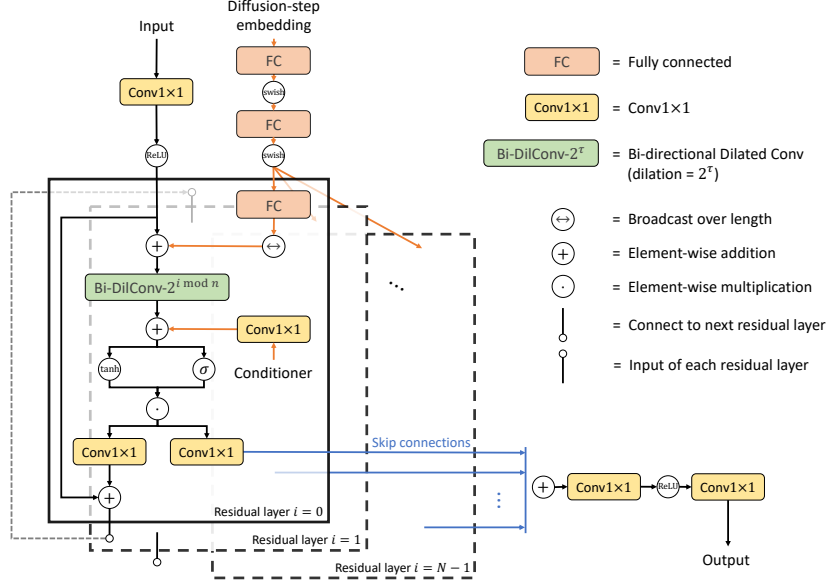 Input
Diffusion-step
embedding
FC
Conv1×1
swish
FC
ReLU
swish
FC
↔
+
Bi-DilConv-2^{i mod n}
+
Conv1×1
Conditioner
tanh
σ
·
Conv1×1
Conv1×1
+
Residual layer i = 0
Residual layer i = 1
Residual layer i = N − 1
⋱
Skip connections
⋮
+
Conv1×1
ReLU
Conv1×1
Output
FC
= Fully connected
Conv1×1
= Conv1×1
Bi-DilConv-2^τ
= Bi-directional Dilated Conv
(dilation = 2^τ)
↔ = Broadcast over length
+ = Element-wise addition
· = Element-wise multiplication
= Connect to next residual layer
= Input of each residual layer